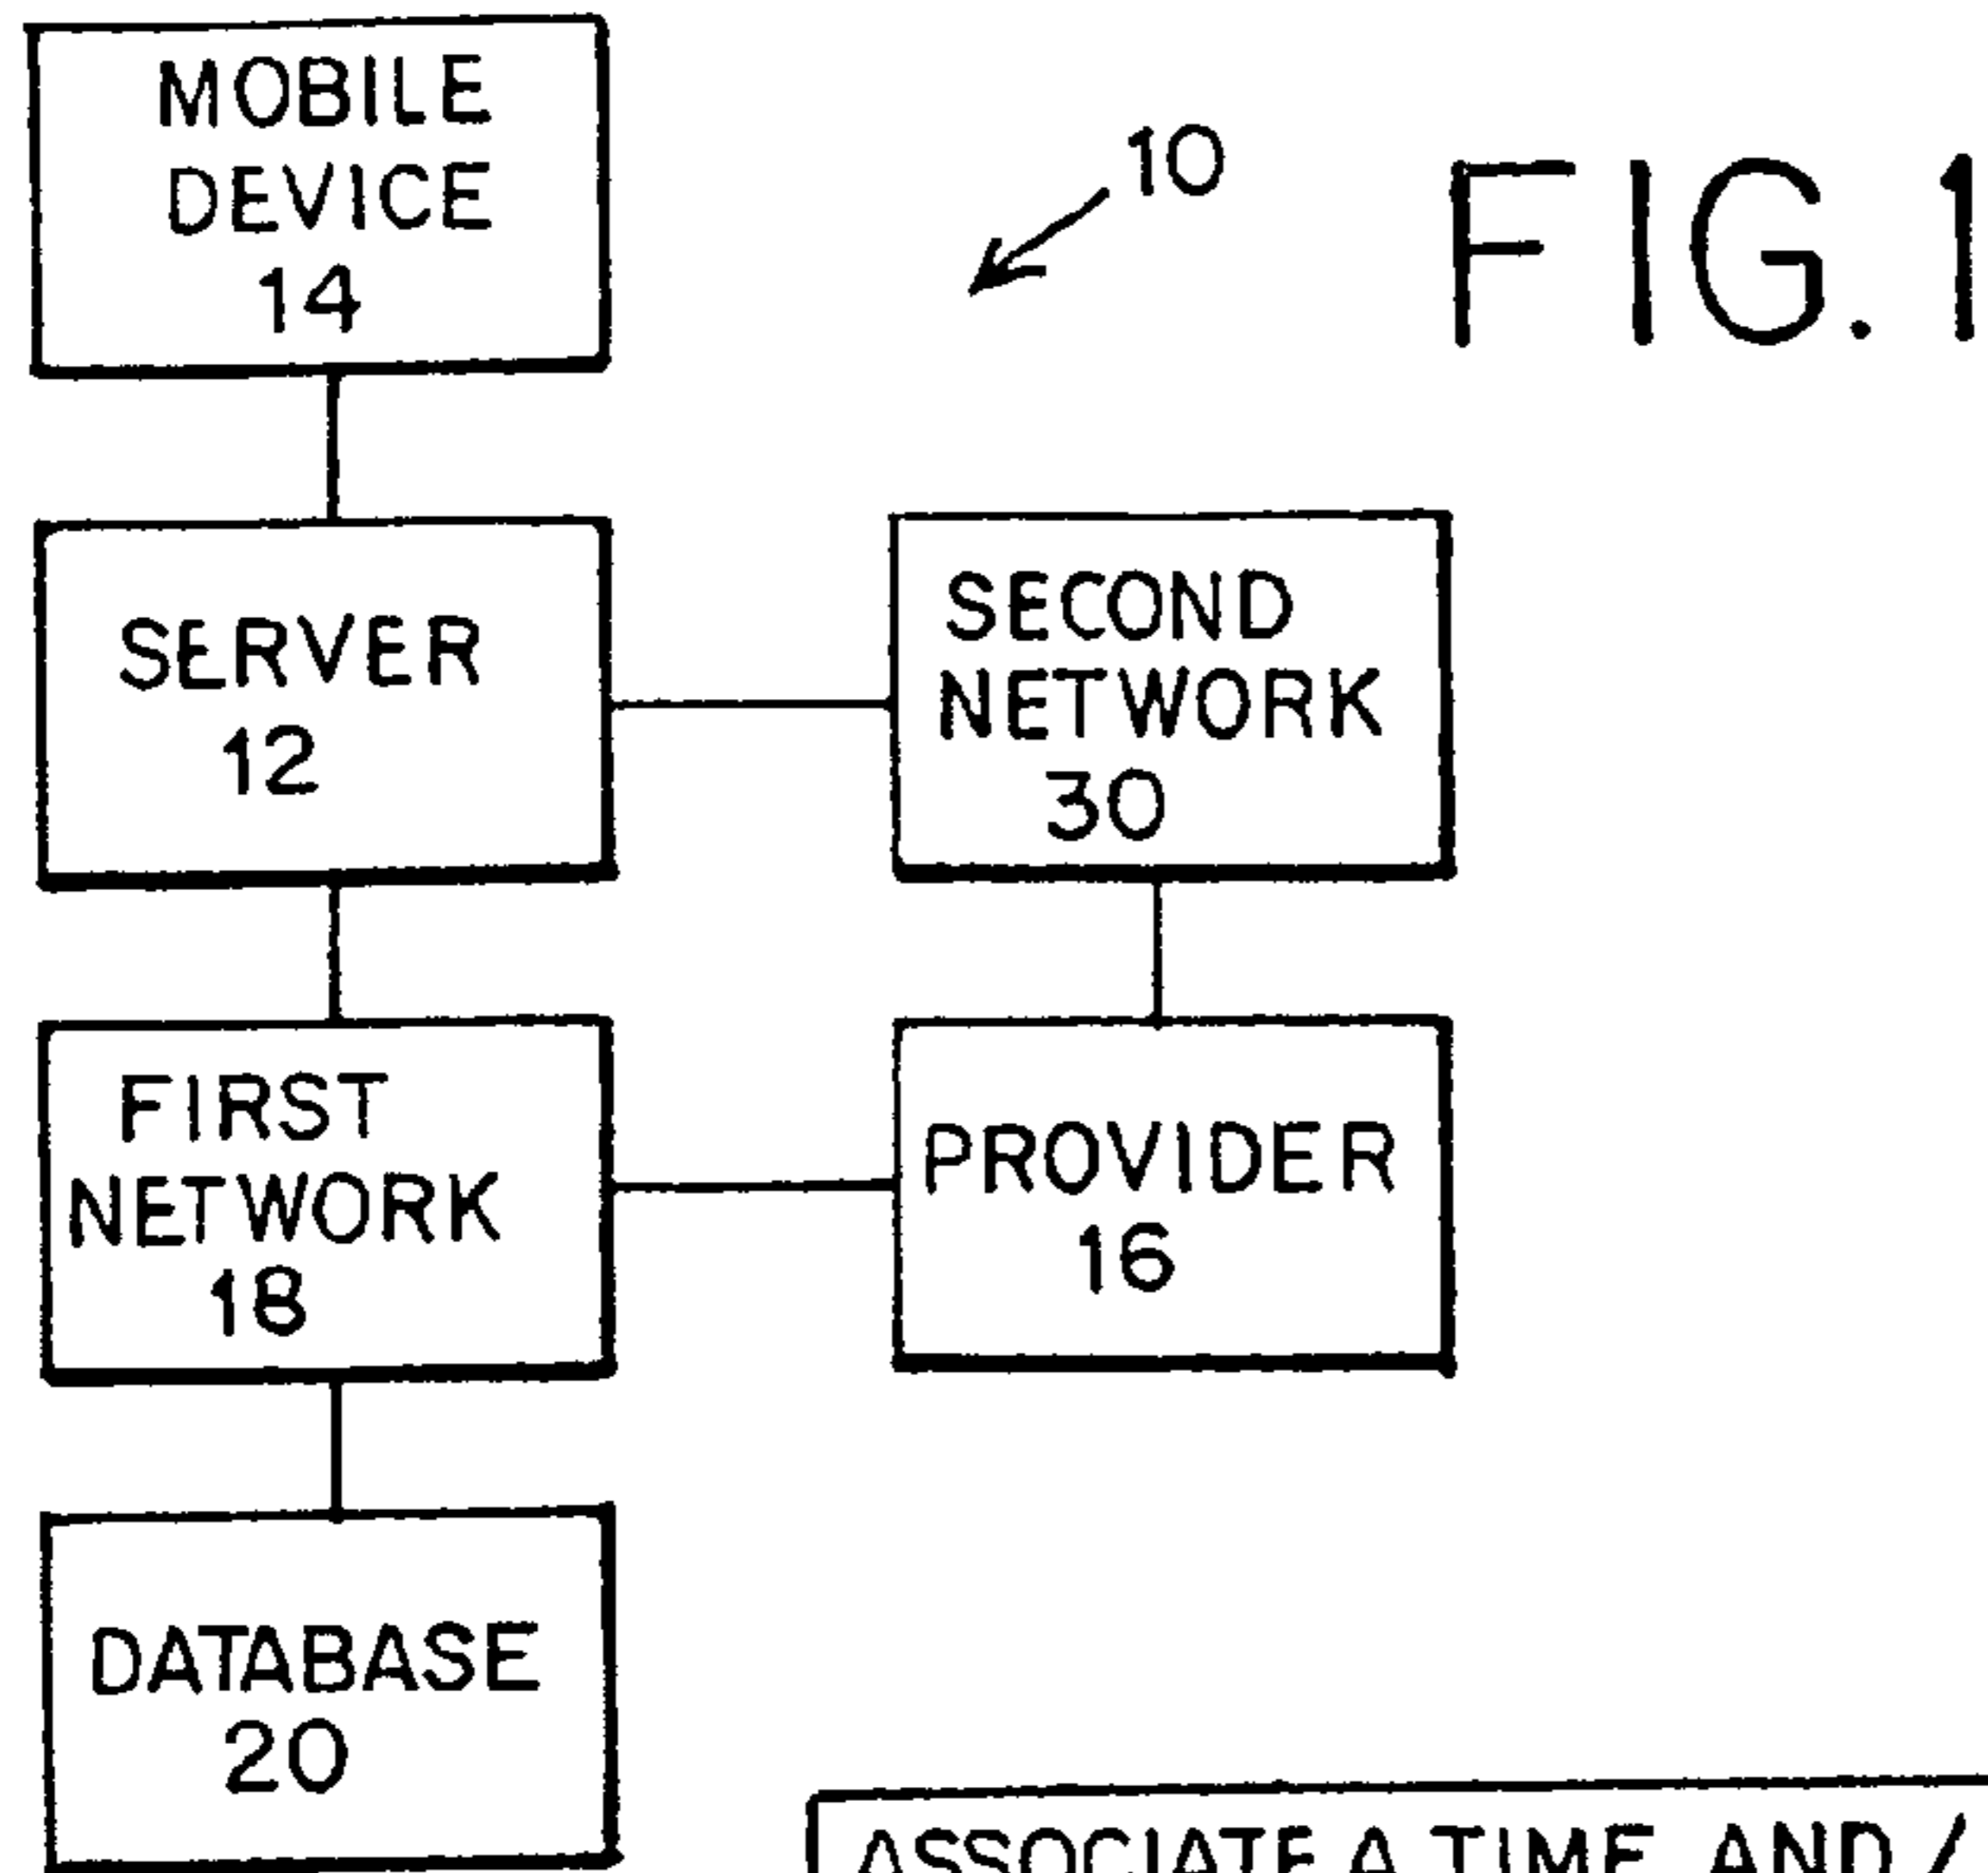 MOBILE
DEVICE
14
10
FIG. 1
SERVER
12
SECOND
NETWORK
30
FIRST
NETWORK
18
PROVIDER
16
DATABASE
20
ASSOCIATE A TIME AND /